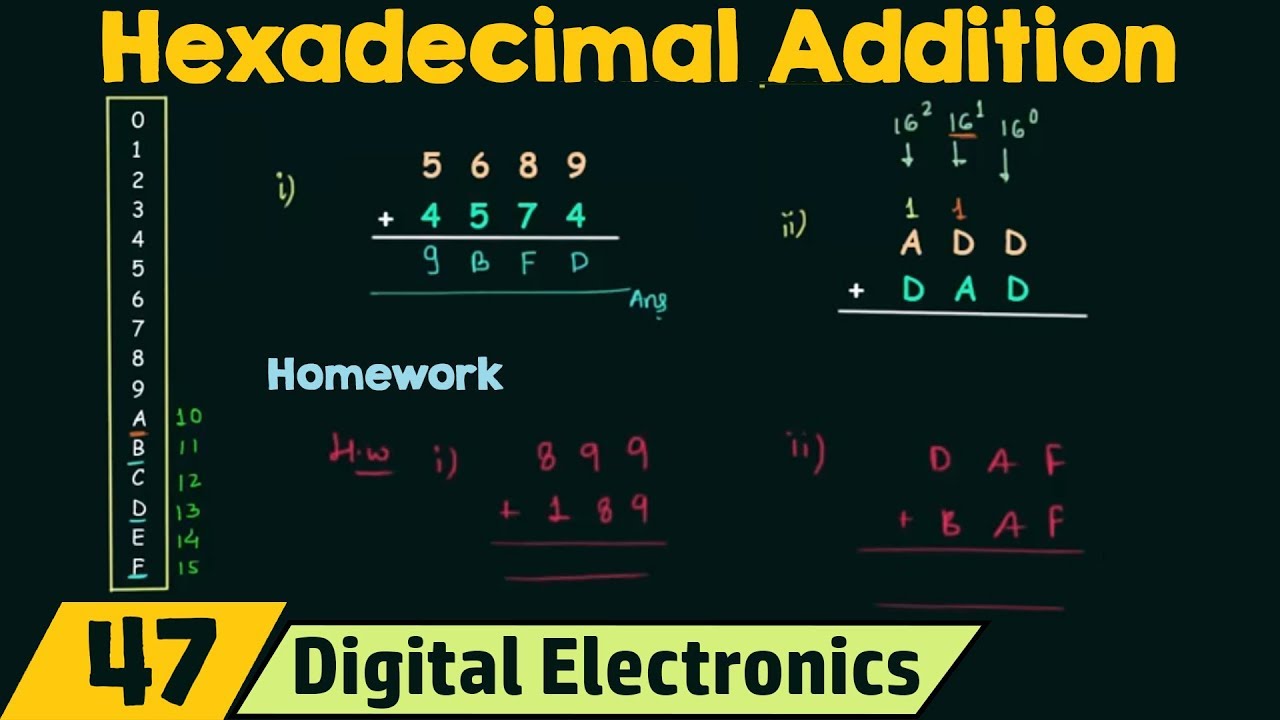 Hexadecimal Addition
0
1
2
3
4
5
6
7
8
9
A 10
B 11
C 12
D 13
E 14
F 15
i)
5 6 8 9
+ 4 5 7 4
9 B F D
Ans
16² 16¹ 16⁰
ii)
1 1
A D D
+ D A D
Homework
H.W i)
8 9 9
+ 1 8 9
ii)
D A F
+ B A F
47 Digital Electronics